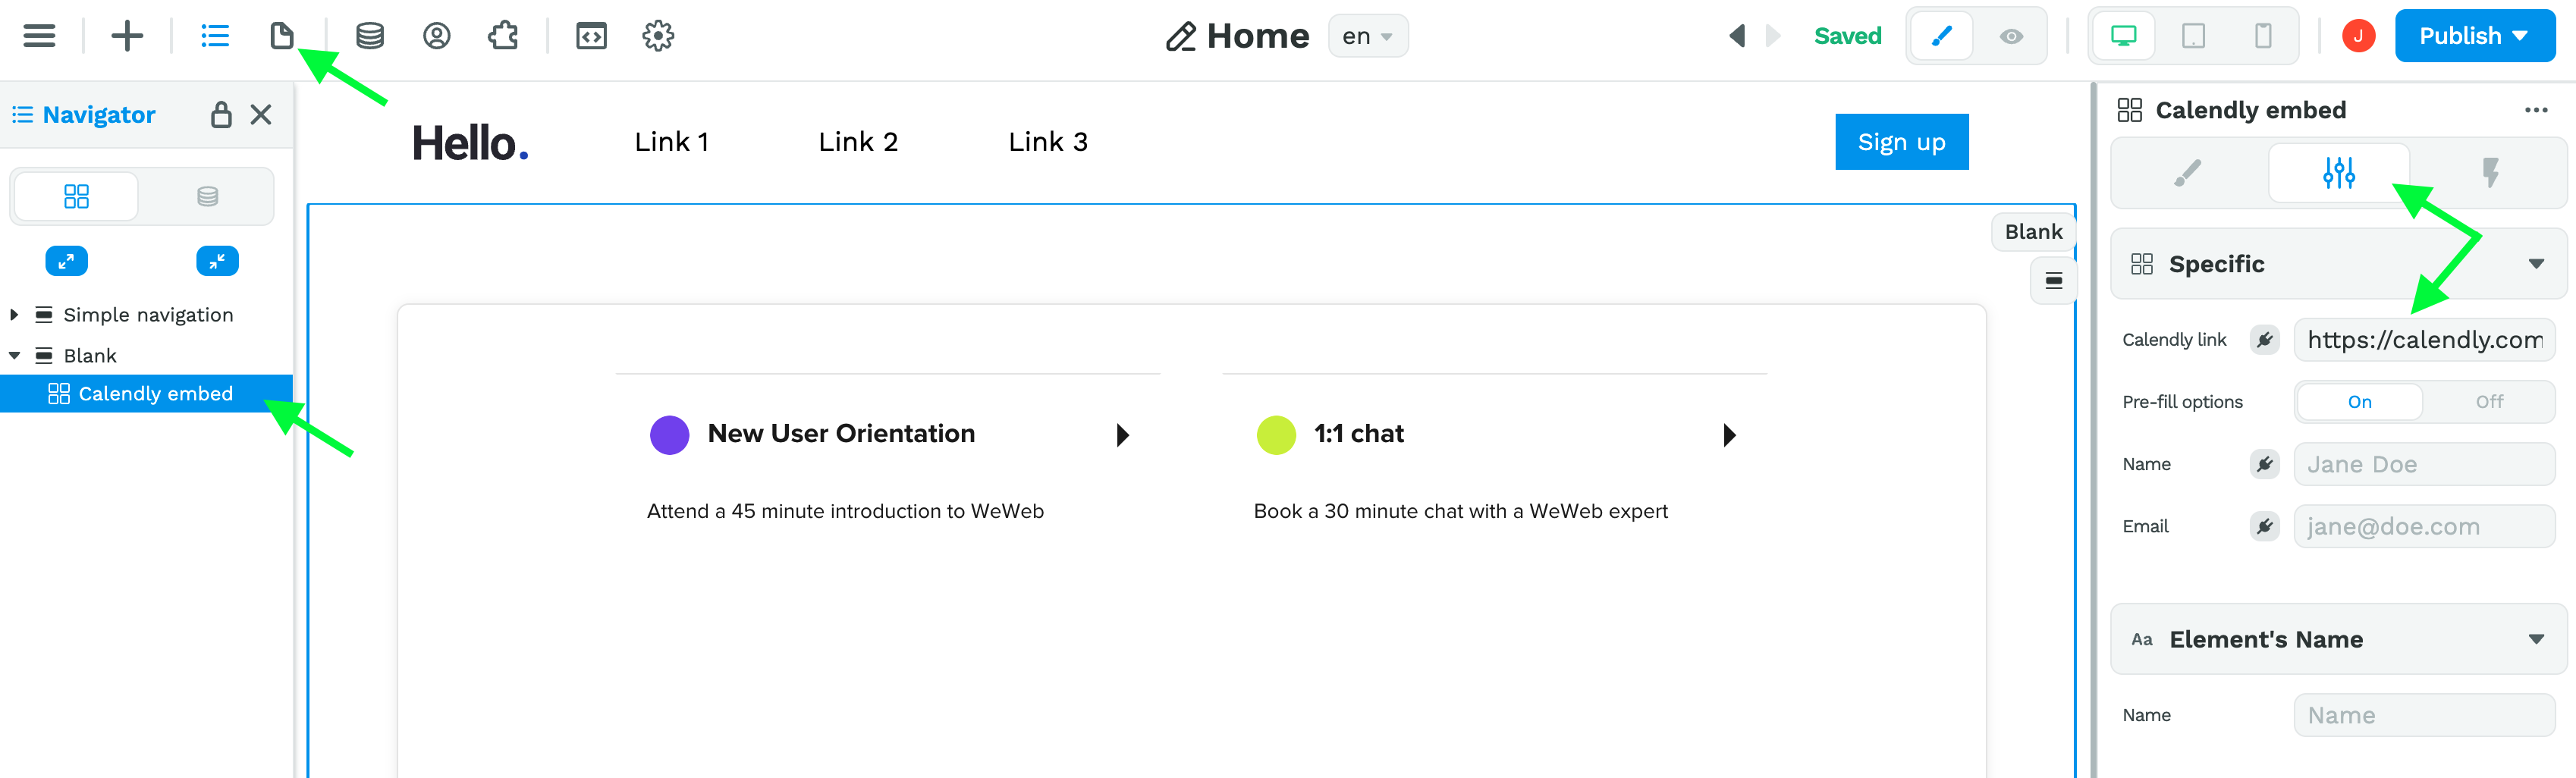 Home
en
Saved
J
Publish
Navigator
Simple navigation
Blank
Calendly embed
Hello.
Link 1
Link 2
Link 3
Sign up
Blank
New User Orientation
1:1 chat
Attend a 45 minute introduction to WeWeb
Book a 30 minute chat with a WeWeb expert
Calendly embed
Specific
Calendly link
https://calendly.com
Pre-fill options
On
Off
Name
Jane Doe
Email
jane@doe.com
Aa
Element's Name
Name
Name